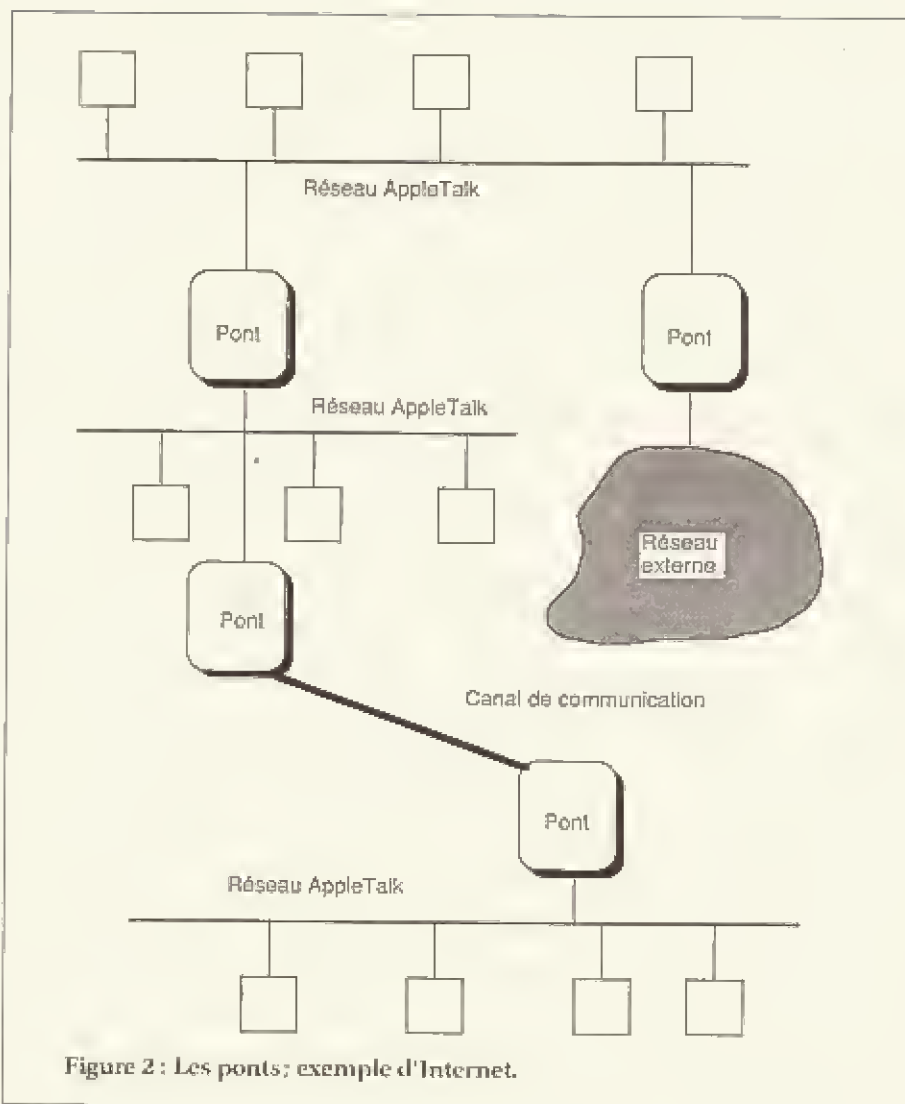 Réseau AppleTalk
Pont
Pont
Réseau AppleTalk
Réseau
externe
Pont
Canal de communication
Pont
Réseau AppleTalk
Figure 2 : Les ponts ; exemple d'Internet.